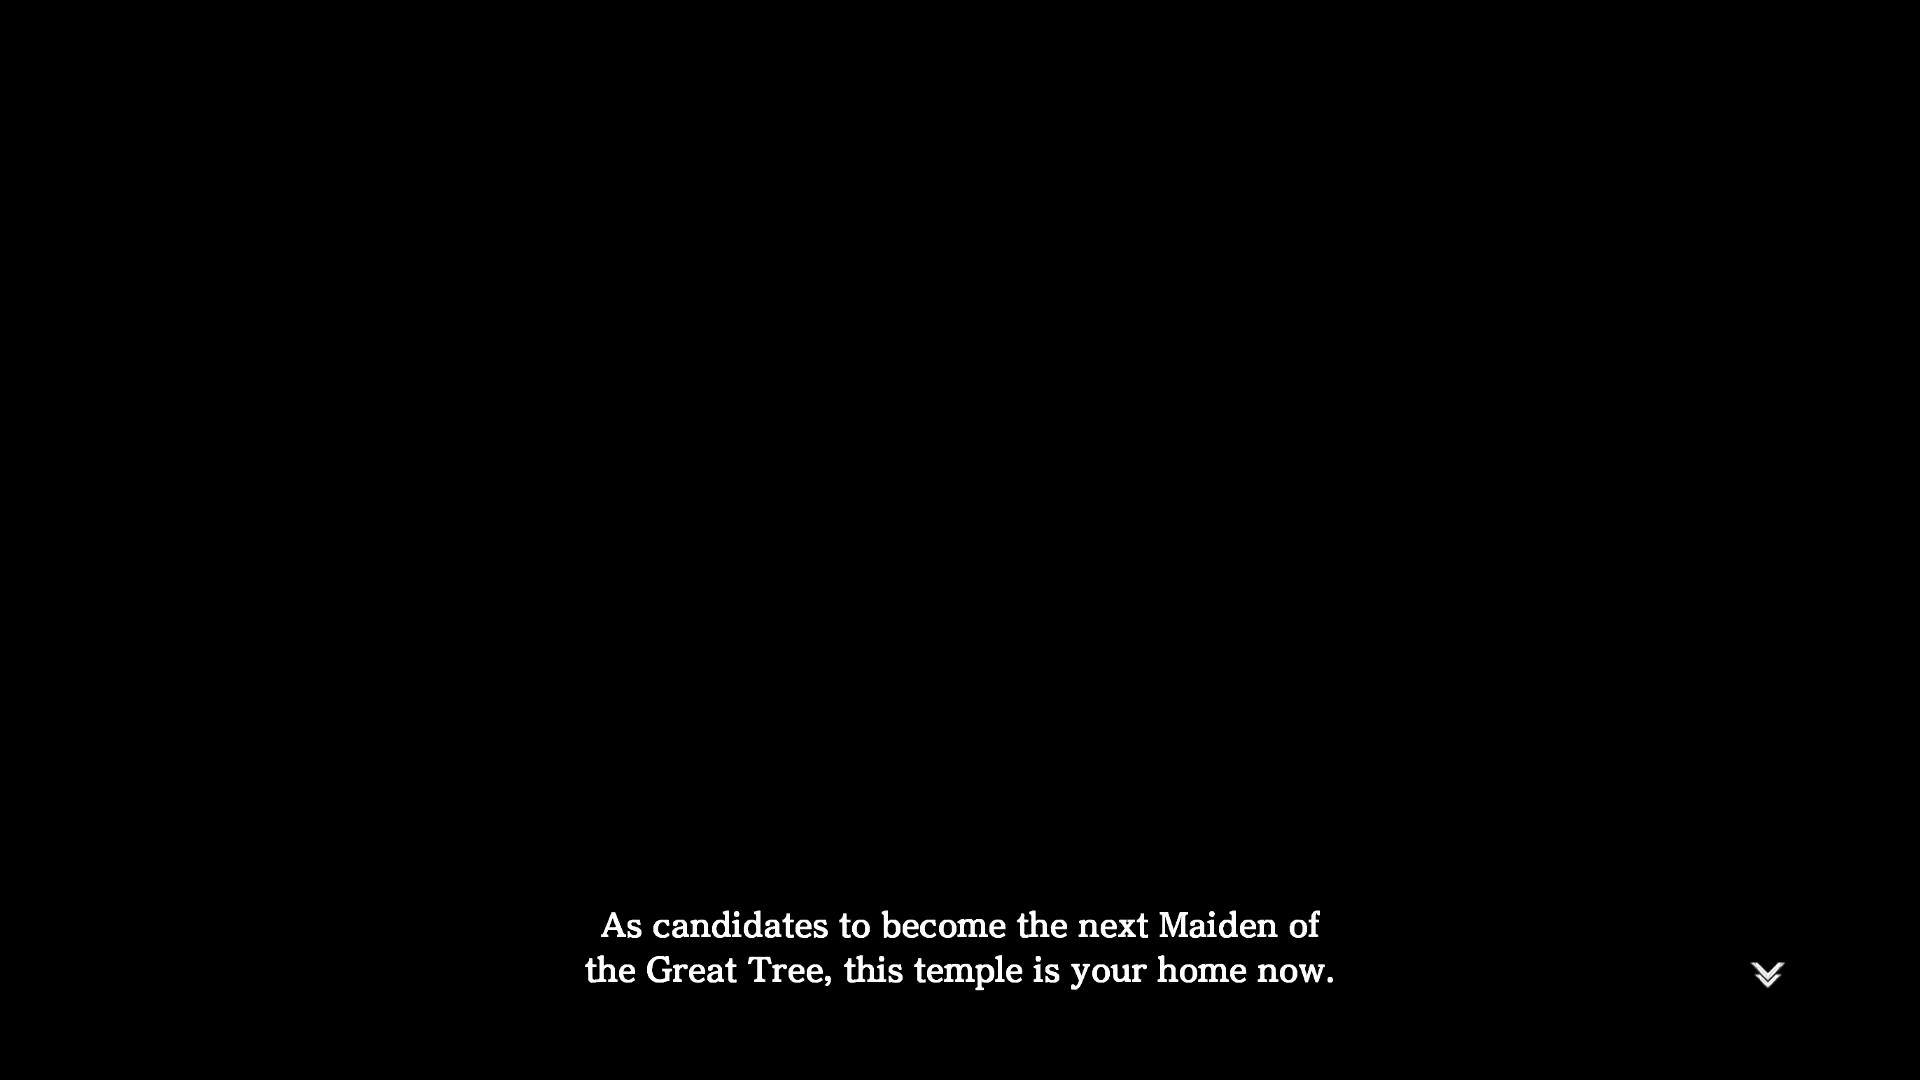 As candidates to become the next Maiden of
the Great Tree, this temple is your home now.